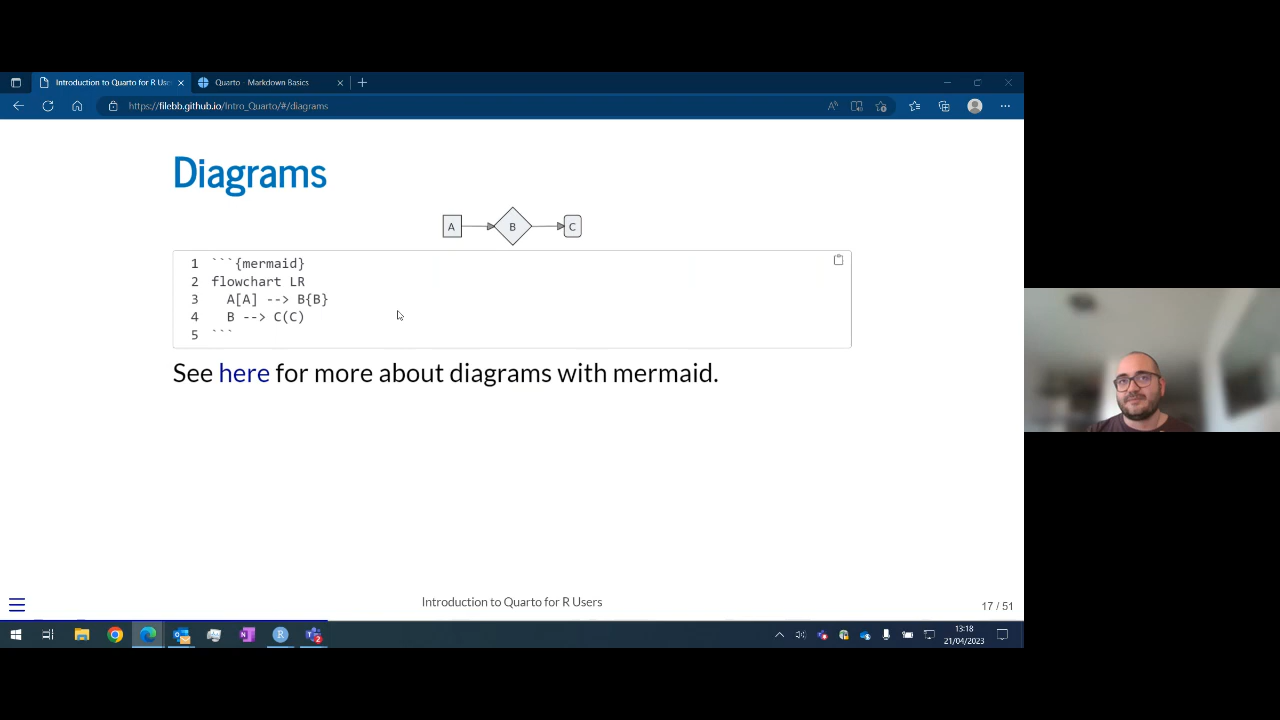 Introduction to Quarto for R Us
Quarto - Markdown Basics
https://filebb.github.io/Intro_Quarto/#/diagrams
Diagrams
A
B
C
1 ```{mermaid}
2 flowchart LR
3 A[A] --> B{B}
4 B --> C(C)
5 ```
See here for more about diagrams with mermaid.
Introduction to Quarto for R Users
17 / 51
13:18
21/04/2023